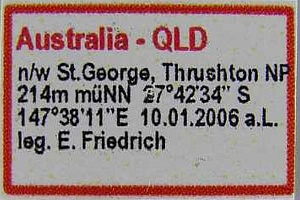 Australia - QLD
n/w St.George, Thrushton NP
214m müNN 27°42'34" S
147°38'11"E 10.01.2006 a.L.
leg. E. Friedrich